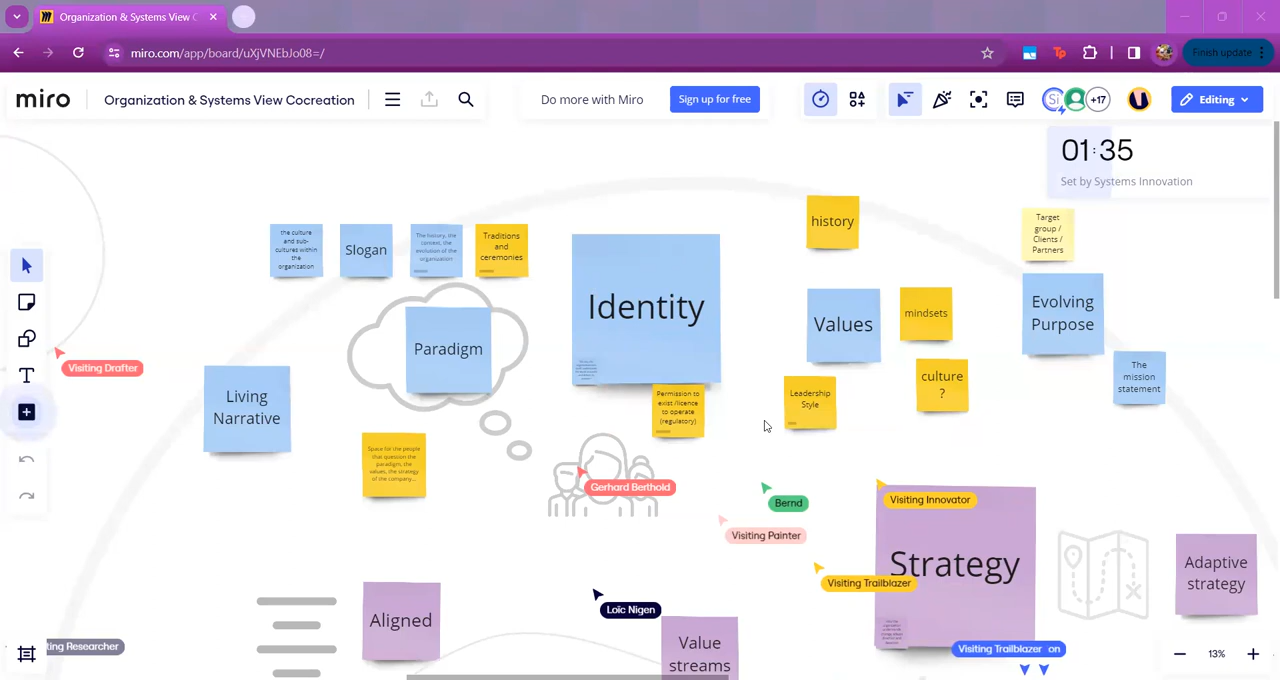 Organization & Systems View C
miro.com/app/board/uXjVNEbJo08=/
Tp
Finish update
miro
Organization & Systems View Cocreation
Do more with Miro
Sign up for free
Si
+17
Editing
01:35
Set by Systems Innovation
the culture
and sub-
cultures within
the
organization
Slogan
The history, the
context, the
evolution of the
organization
Traditions
and
ceremonies
Identity
history
Target
group /
Clients /
Partners
Values
mindsets
Evolving
Purpose
Paradigm
Visiting Drafter
Living
Narrative
The
mission
statement
culture
?
Leadership
Style
Permission to
exist /licence
to operate
(regulatory)
Space for the people
that question the
paradigm, the
values, the strategy
of the
company...
Gerhard Berthold
Bernd
Visiting Innovator
Visiting Painter
Strategy
Adaptive
strategy
Visiting Trailblazer
Loïc Nigen
Aligned
Value
streams
ting Researcher
Visiting Trailblazer on
13%